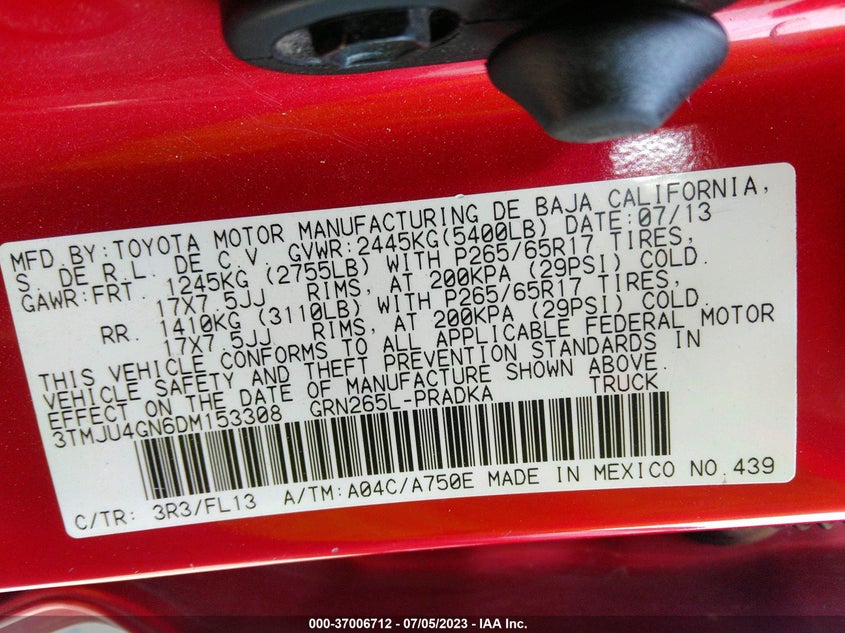 MFD BY:TOYOTA MOTOR MANUFACTURING DE BAJA CALIFORNIA,
S. DE R.L. DE C.V. GVWR:2445KG(5400LB) DATE:07/13
GAWR:FRT. 1245KG (2755LB) WITH P265/65R17 TIRES,
17X7.5JJ RIMS, AT 200KPA (29PSI) COLD.
RR. 1410KG (3110LB) WITH P265/65R17 TIRES,
17X7.5JJ RIMS, AT 200KPA (29PSI) COLD.
THIS VEHICLE CONFORMS TO ALL APPLICABLE FEDERAL MOTOR
VEHICLE SAFETY AND THEFT PREVENTION STANDARDS IN
EFFECT ON THE DATE OF MANUFACTURE SHOWN ABOVE.
3TMJU4GN6DM153308 GRN265L-PRADKA TRUCK
C/TR: 3R3/FL13 A/TM:A04C/A750E MADE IN MEXICO NO.439
000-37006712 - 07/05/2023 - IAA Inc.